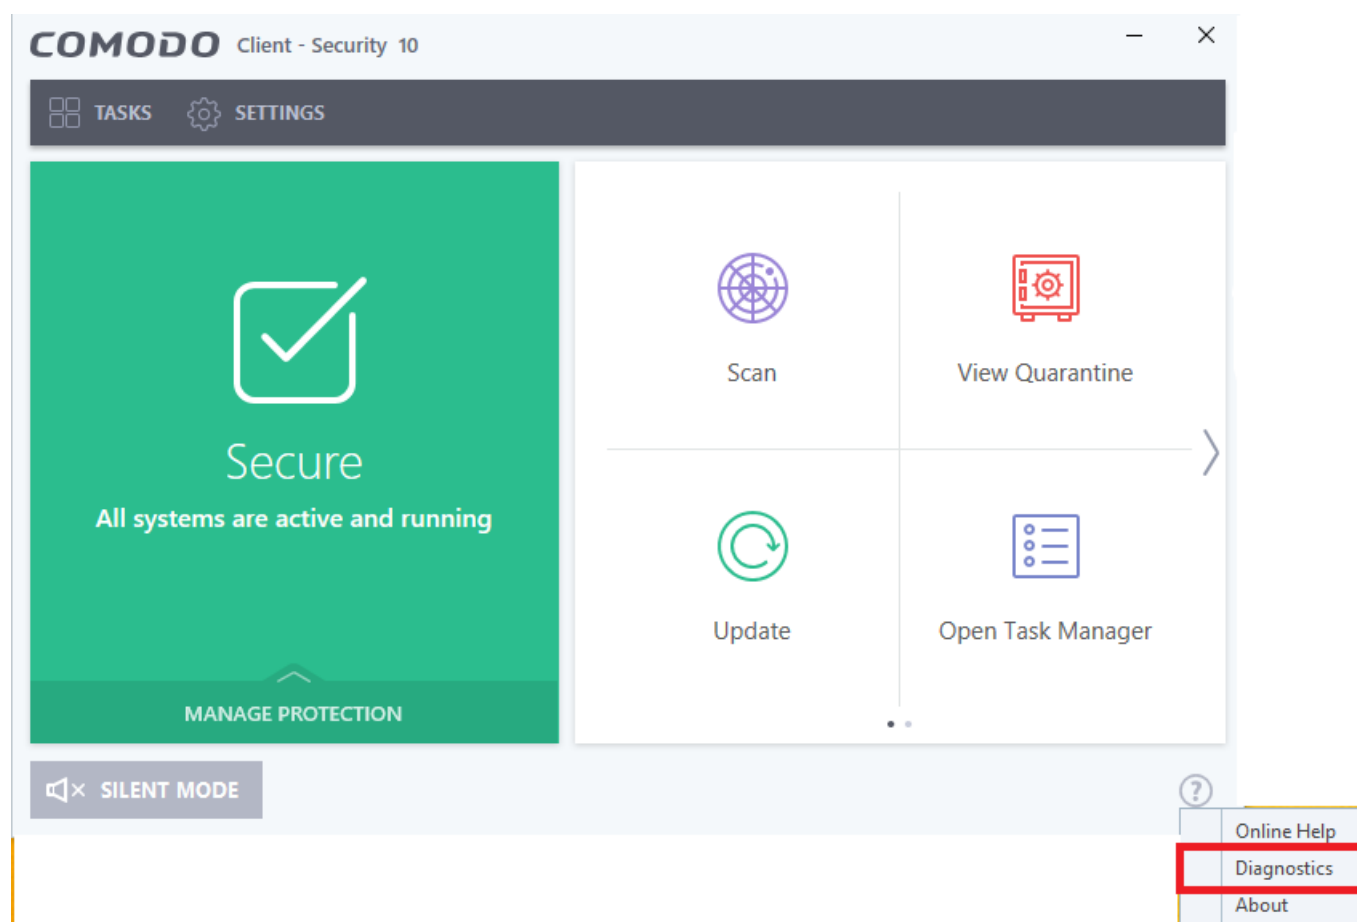 COMODO Client - Security 10
TASKS SETTINGS
Secure
All systems are active and running
MANAGE PROTECTION
Scan
View Quarantine
Update
Open Task Manager
SILENT MODE
?
Online Help
Diagnostics
About